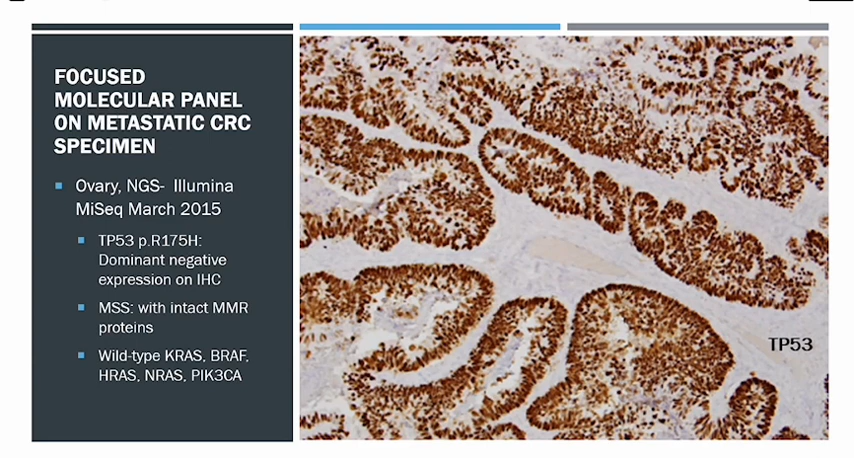 FOCUSED
MOLECULAR PANEL
ON METASTATIC CRC
SPECIMEN
Ovary, NGS- Illumina
MiSeq March 2015
TP53 p.R175H:
Dominant negative
expression on IHC
MSS: with intact MMR
proteins
Wild-type KRAS, BRAF,
HRAS, NRAS, PIK3CA
TP53